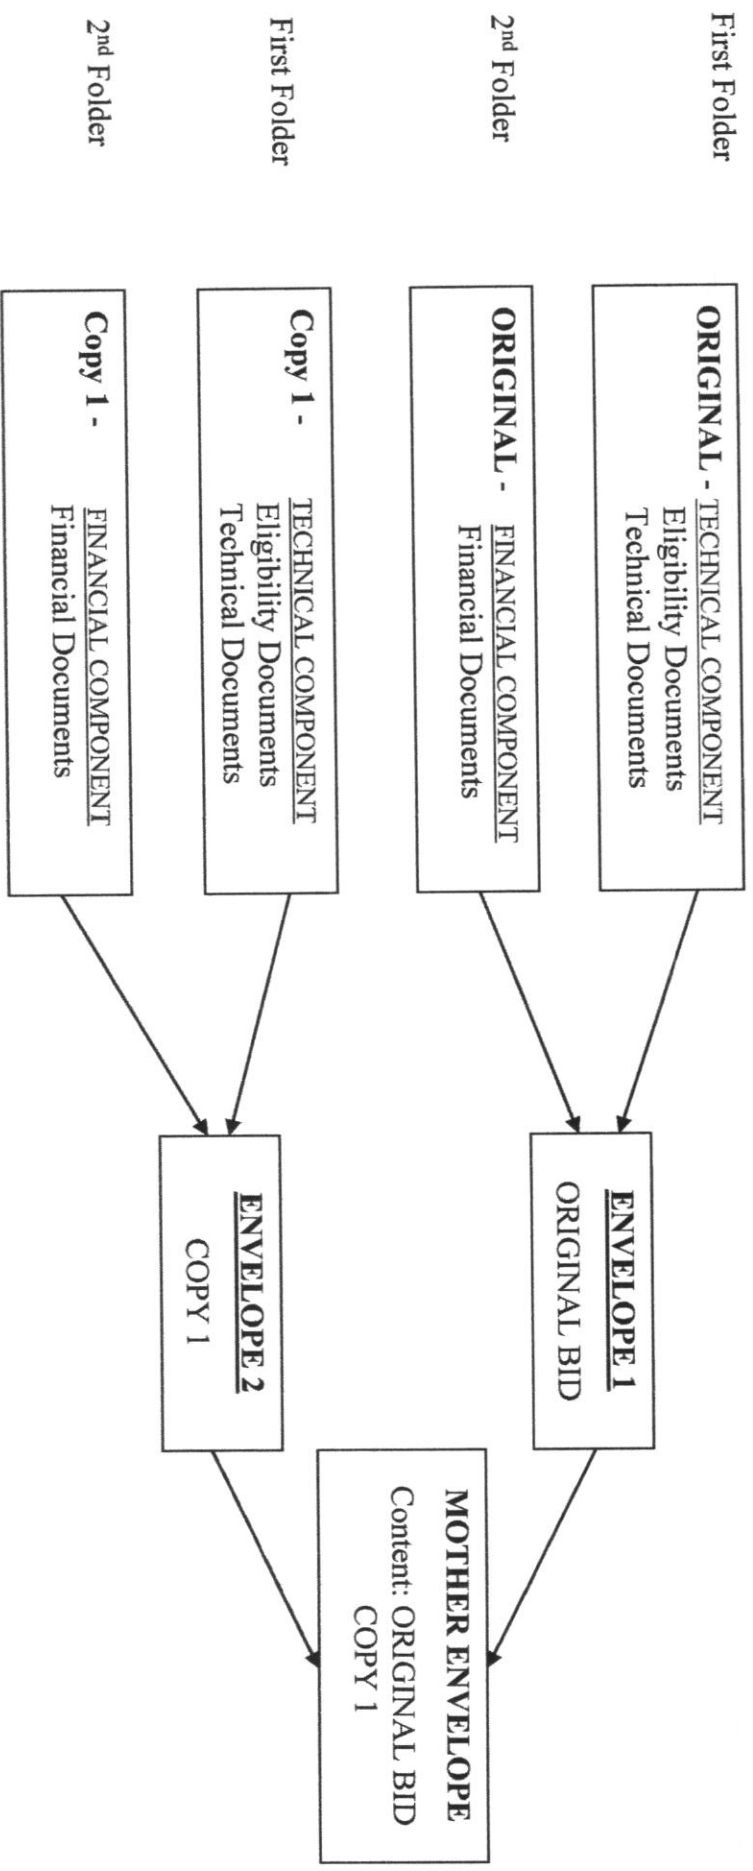 First Folder
ORIGINAL - TECHNICAL COMPONENT
Eligibility Documents
Technical Documents
2nd Folder
ORIGINAL - FINANCIAL COMPONENT
Financial Documents
First Folder
Copy 1 - TECHNICAL COMPONENT
Eligibility Documents
Technical Documents
2nd Folder
Copy 1 - FINANCIAL COMPONENT
Financial Documents
ENVELOPE 1
ORIGINAL BID
ENVELOPE 2
COPY 1
MOTHER ENVELOPE
Content: ORIGINAL BID
COPY 1